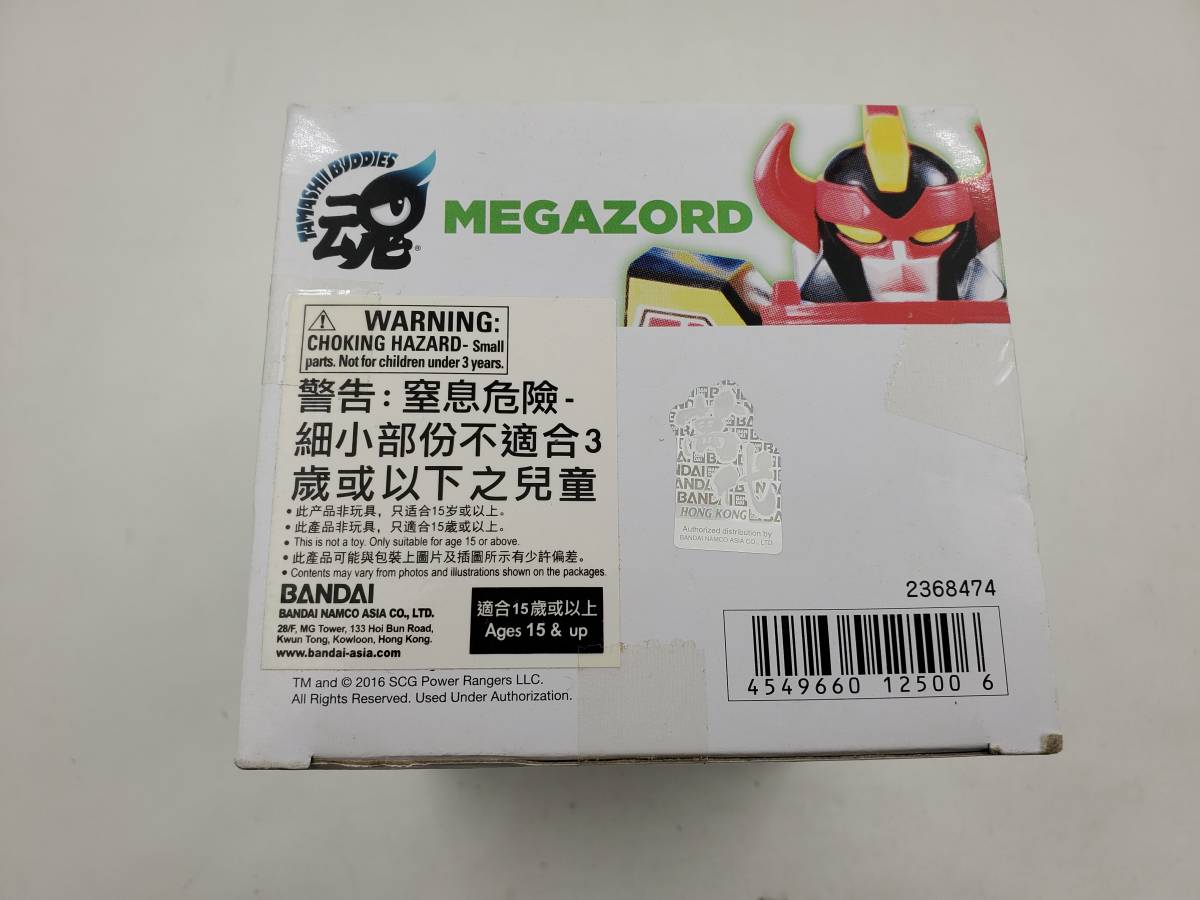 TAMASHII BUDDIES
魂
®
MEGAZORD
WARNING:
CHOKING HAZARD- Small
parts. Not for children under 3 years.
警告: 窒息危險-
細小部份不適合3
歲或以下之兒童
• 此产品非玩具，只适合15岁或以上。
• 此產品非玩具，只適合15歲或以上。
• This is not a toy. Only suitable for age 15 or above.
• 此產品可能與包裝上圖片及插圖所示有少許偏差。
• Contents may vary from photos and illustrations shown on the packages.
BANDAI
BANDAI NAMCO ASIA CO., LTD.
28/F, MG Tower, 133 Hoi Bun Road,
Kwun Tong, Kowloon, Hong Kong.
www.bandai-asia.com
適合15歲或以上
Ages 15 & up
TM and © 2016 SCG Power Rangers LLC.
All Rights Reserved. Used Under Authorization.
萬代
HONG KONG
Authorized distribution by
BANDAI NAMCO ASIA CO., LTD.
2368474
4549660 12500 6